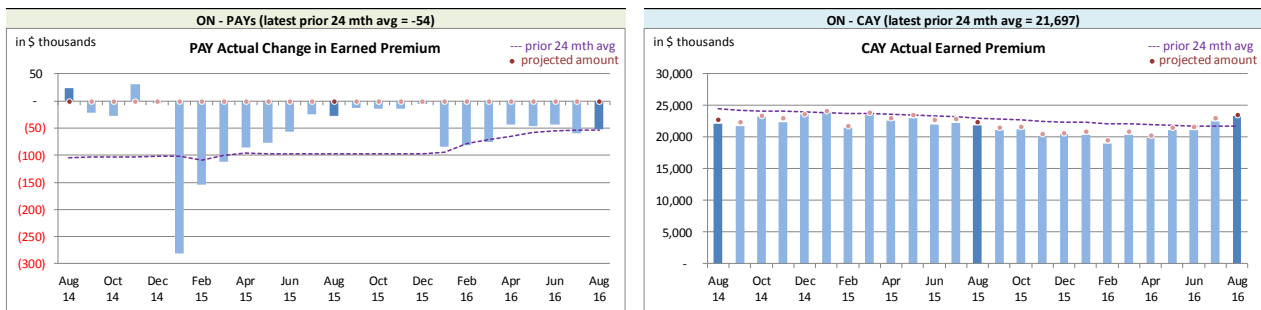 ON - PAYs (latest prior 24 mth avg = -54)
in $ thousands
PAY Actual Change in Earned Premium
--- prior 24 mth avg
● projected amount
50
-
(50)
(100)
(150)
(200)
(250)
(300)
Aug 14
Oct 14
Dec 14
Feb 15
Apr 15
Jun 15
Aug 15
Oct 15
Dec 15
Feb 16
Apr 16
Jun 16
Aug 16
ON - CAY (latest prior 24 mth avg = 21,697)
in $ thousands
CAY Actual Earned Premium
--- prior 24 mth avg
● projected amount
30,000
25,000
20,000
15,000
10,000
5,000
-
Aug 14
Oct 14
Dec 14
Feb 15
Apr 15
Jun 15
Aug 15
Oct 15
Dec 15
Feb 16
Apr 16
Jun 16
Aug 16